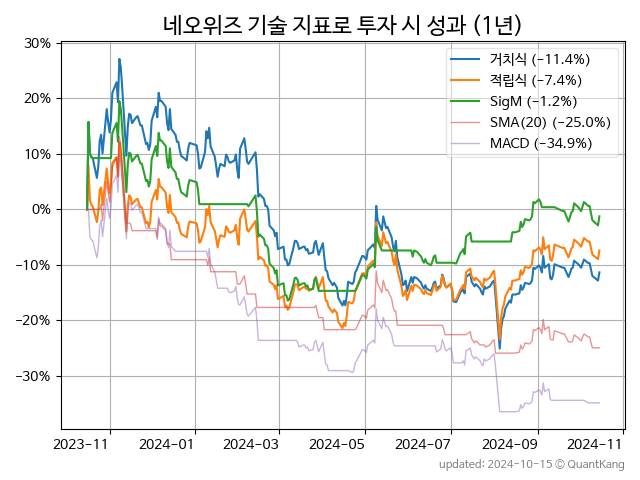 네오위즈 기술 지표로 투자 시 성과 (1년)
거치식 (−11.4%)
적립식 (−7.4%)
SigM (−1.2%)
SMA(20) (−25.0%)
MACD (−34.9%)
30%
20%
10%
0%
−10%
−20%
−30%
2023-11
2024-01
2024-03
2024-05
2024-07
2024-09
2024-11
updated: 2024-10-15 © QuantKang